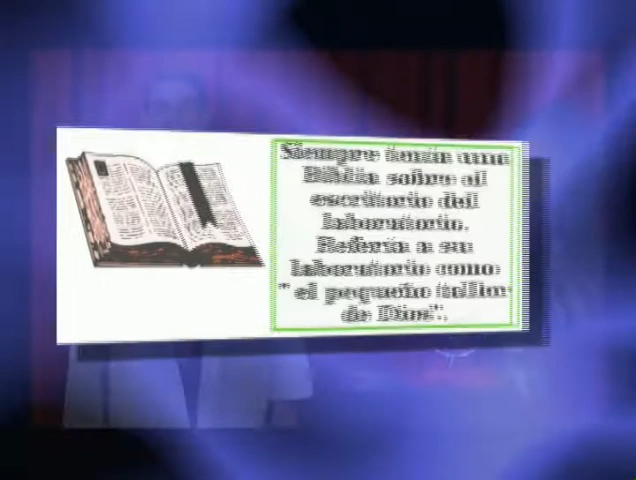 Siempre tenía una
Biblia sobre el
escritorio del
laboratorio.
Refería a su
laboratorio como
" el pequeño taller
de Dios".